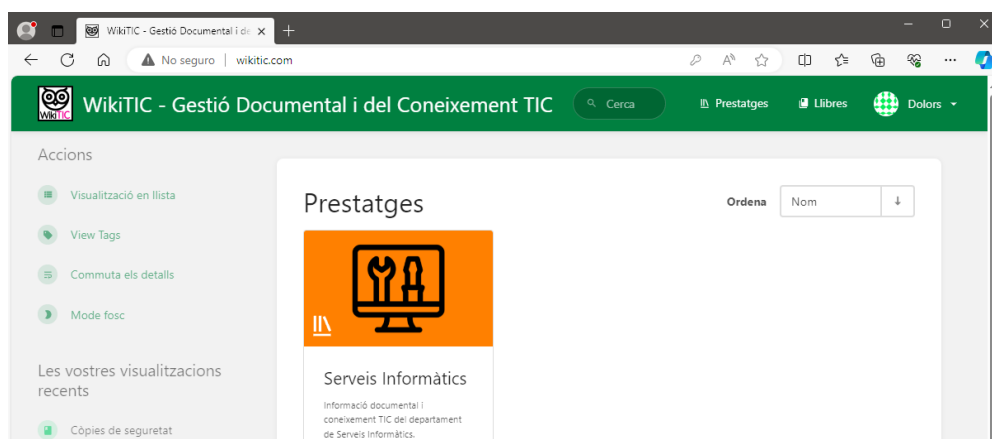 WikiTIC - Gestió Documental i de
No seguro | wikitic.com
WikiTIC
WikiTIC - Gestió Documental i del Coneixement TIC
Cerca
Prestatges
Llibres
Dolors
Accions
Visualització en llista
View Tags
Commuta els detalls
Mode fosc
Les vostres visualitzacions
recents
Còpies de seguretat
Prestatges
Ordena
Nom
Serveis Informàtics
Informació documental i
coneixement TIC del departament
de Serveis Informàtics.